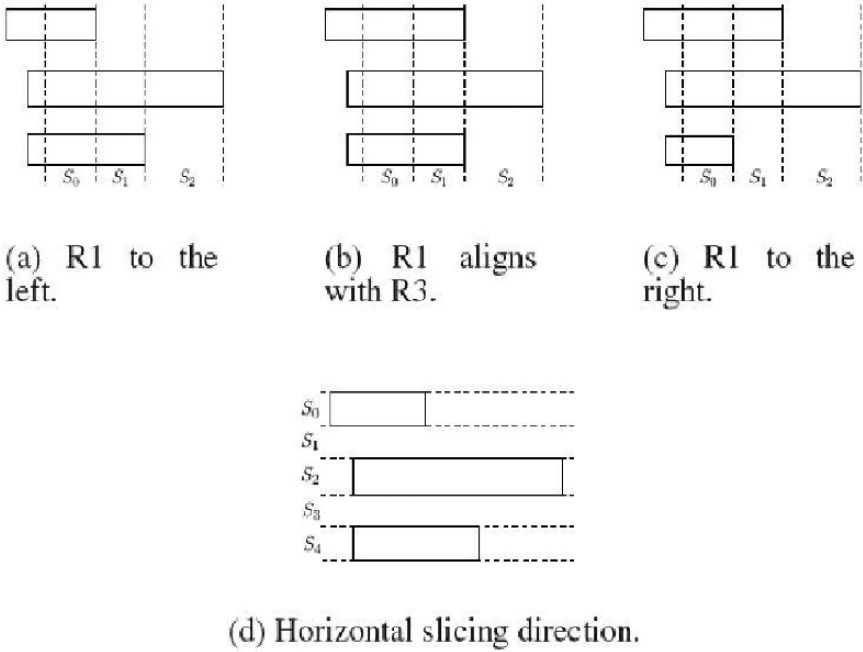 S₀ S₁ S₂ S₀ S₁ S₂ S₀ S₁ S₂
(a) R1 to the left.
(b) R1 aligns with R3.
(c) R1 to the right.
S₀
S₁
S₂
S₃
S₄
(d) Horizontal slicing direction.